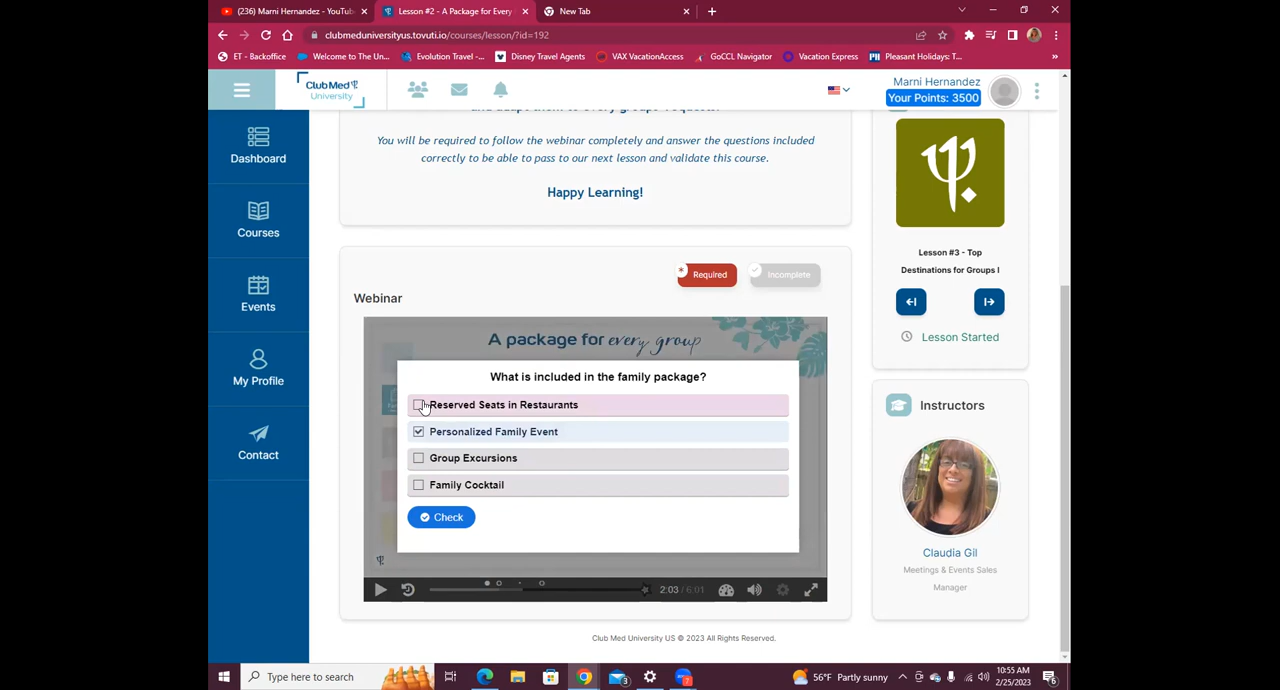 (236) Marni Hernandez - YouTub
Lesson #2 - A Package for Every
New Tab
clubmeduniversityus.tovuti.io/courses/lesson/?id=192
ET - Backoffice
Welcome to The Un...
Evolution Travel -...
Disney Travel Agents
VAX VacationAccess
GoCCL Navigator
Vacation Express
Pleasant Holidays: T...
Club Med
University
Marni Hernandez
Your Points: 3500
Dashboard
Courses
Events
My Profile
Contact
You will be required to follow the webinar completely and answer the questions included
correctly to be able to pass to our next lesson and validate this course.
Happy Learning!
Required
Incomplete
Webinar
A package for every group
What is included in the family package?
Reserved Seats in Restaurants
Personalized Family Event
Group Excursions
Family Cocktail
Check
2:03 / 6:01
Lesson #3 - Top
Destinations for Groups I
Lesson Started
Instructors
Claudia Gil
Meetings & Events Sales
Manager
Club Med University US © 2023 All Rights Reserved.
Type here to search
56°F Partly sunny
10:55 AM
2/25/2023